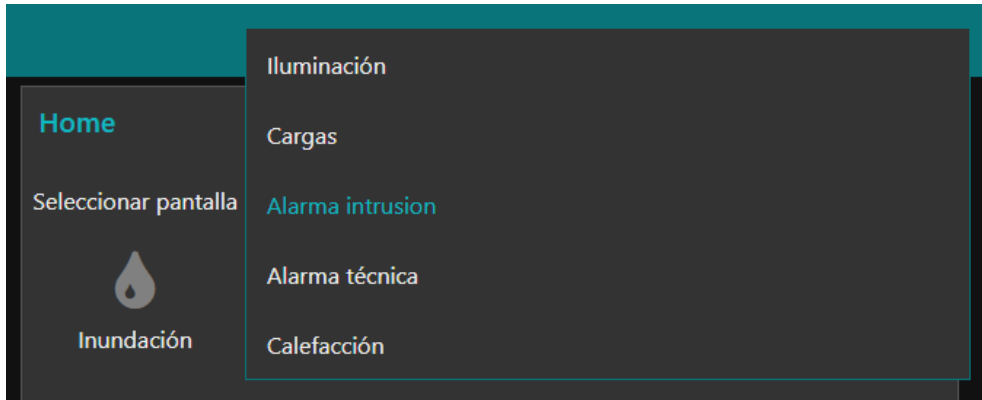 Home
Seleccionar pantalla
Inundación
Iluminación
Cargas
Alarma intrusion
Alarma técnica
Calefacción